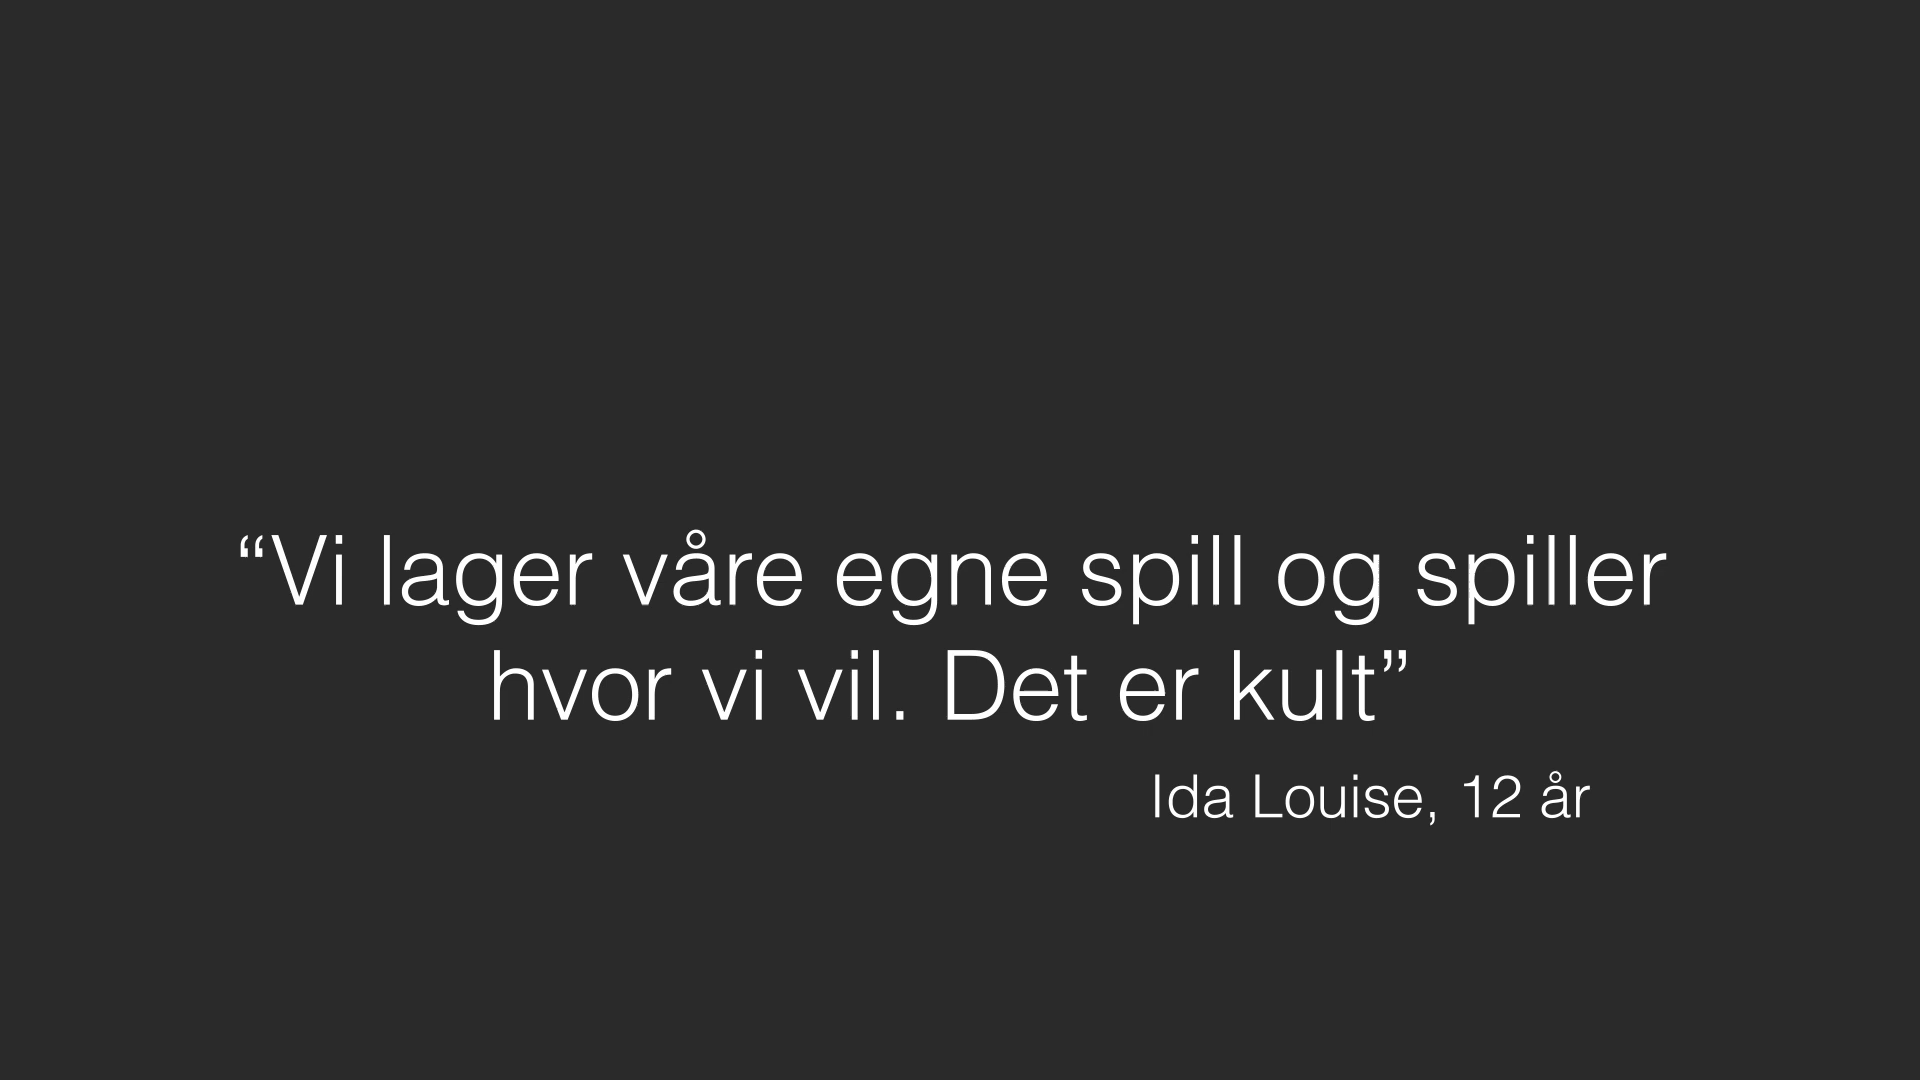 “Vi lager våre egne spill og spiller
hvor vi vil. Det er kult”
Ida Louise, 12 år